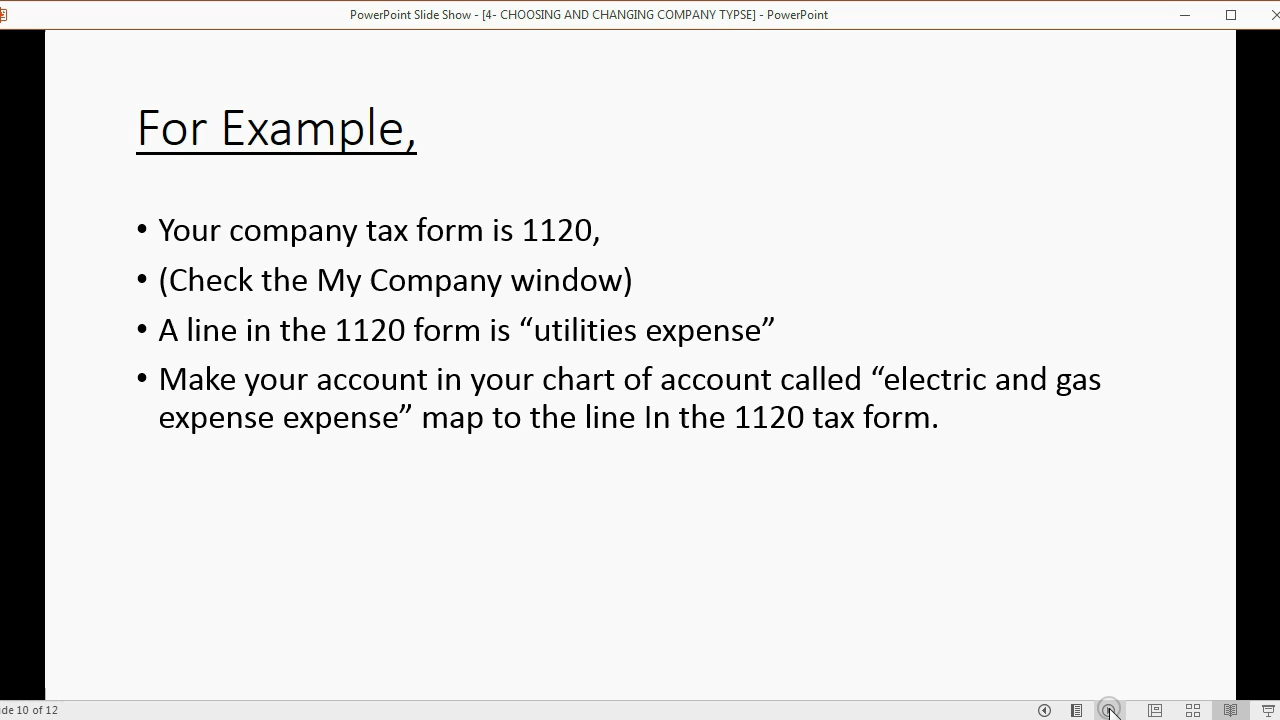 PowerPoint Slide Show - [4- CHOOSING AND CHANGING COMPANY TYPSE] - PowerPoint
For Example,
• Your company tax form is 1120,
• (Check the My Company window)
• A line in the 1120 form is “utilities expense”
• Make your account in your chart of account called “electric and gas
expense expense” map to the line In the 1120 tax form.
de 10 of 12